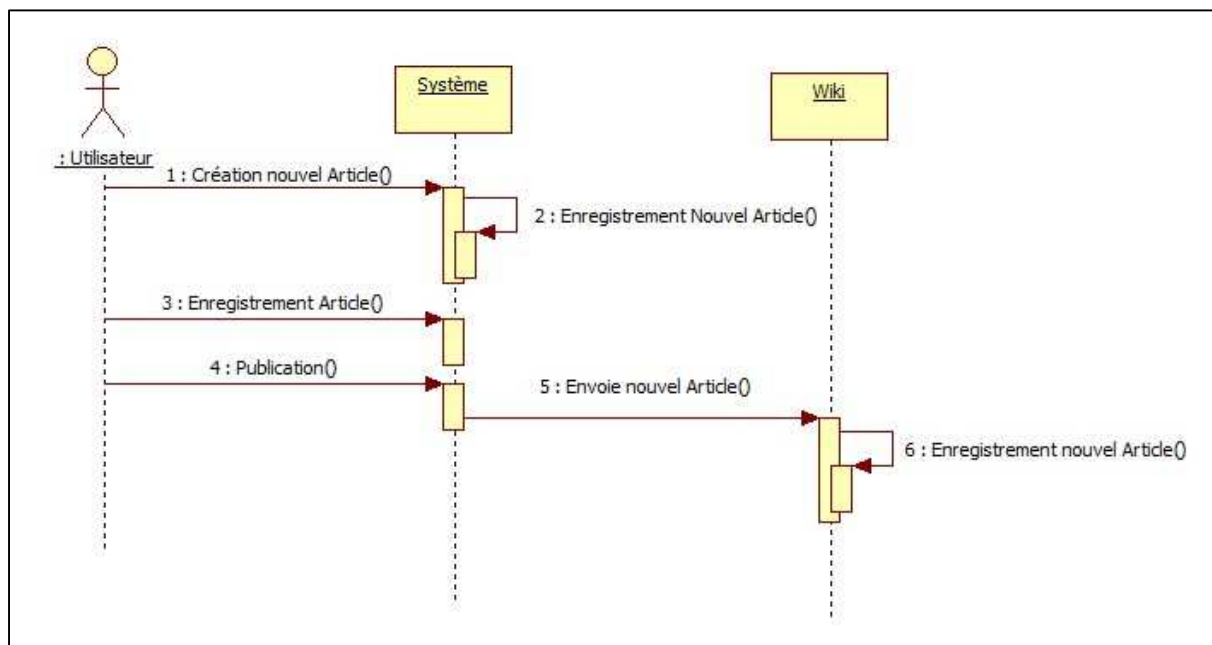 Système
Wiki
: Utilisateur
1 : Création nouvel Article()
2 : Enregistrement Nouvel Article()
3 : Enregistrement Article()
4 : Publication()
5 : Envoie nouvel Article()
6 : Enregistrement nouvel Article()